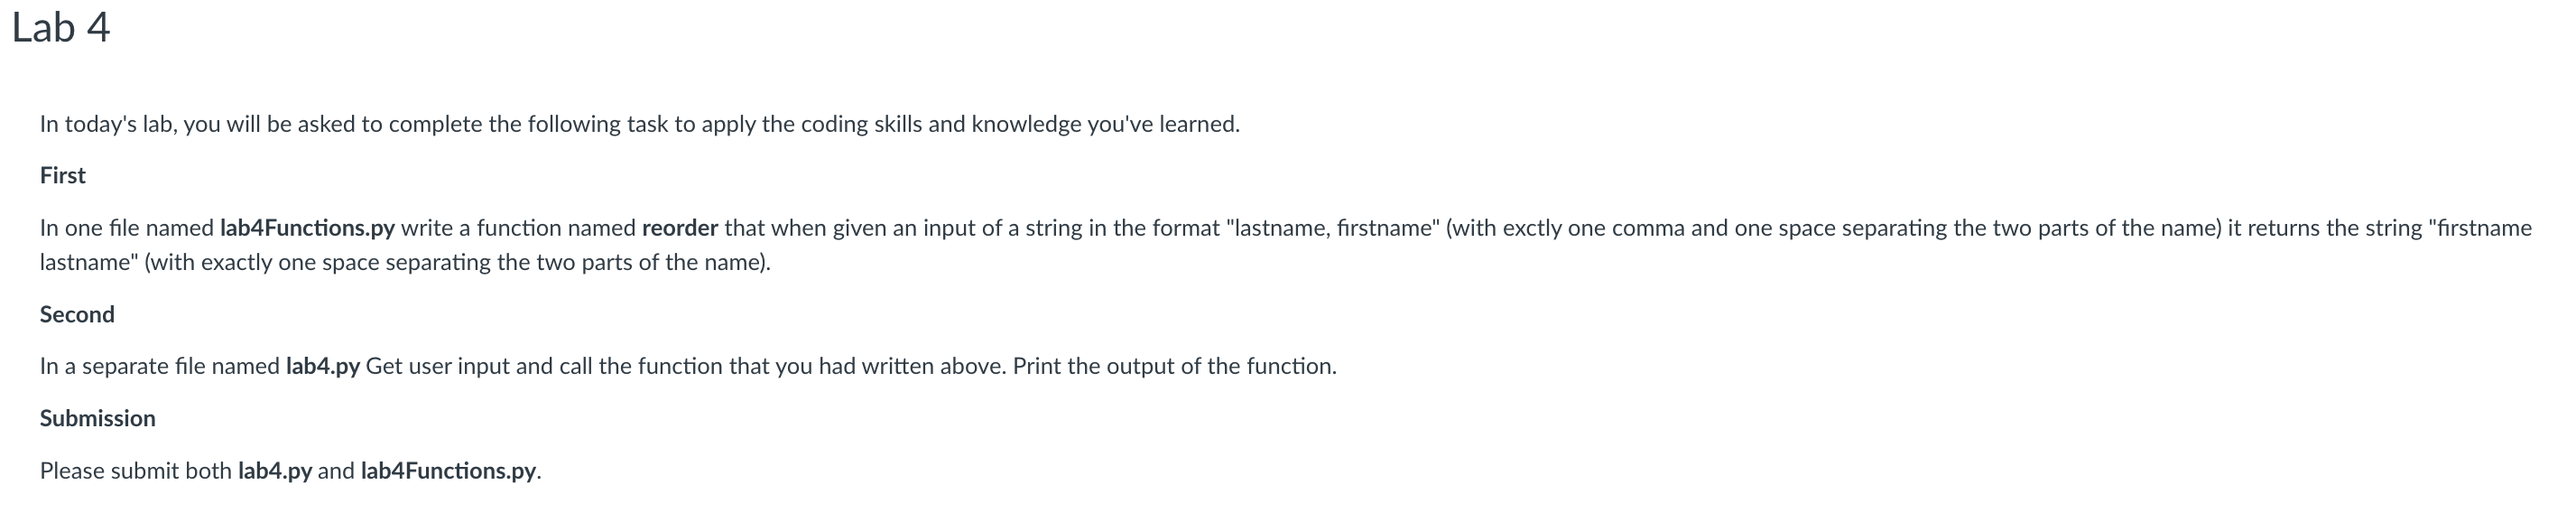 Lab 4
In today's lab, you will be asked to complete the following task to apply the coding skills and knowledge you've learned.
First
In one file named lab4Functions.py write a function named reorder that when given an input of a string in the format "lastname, firstname" (with exctly one comma and one space separating the two parts of the name) it returns the string "firstname
lastname" (with exactly one space separating the two parts of the name).
Second
In a separate file named lab4.py Get user input and call the function that you had written above. Print the output of the function.
Submission
Please submit both lab4.py and lab4Functions.py.